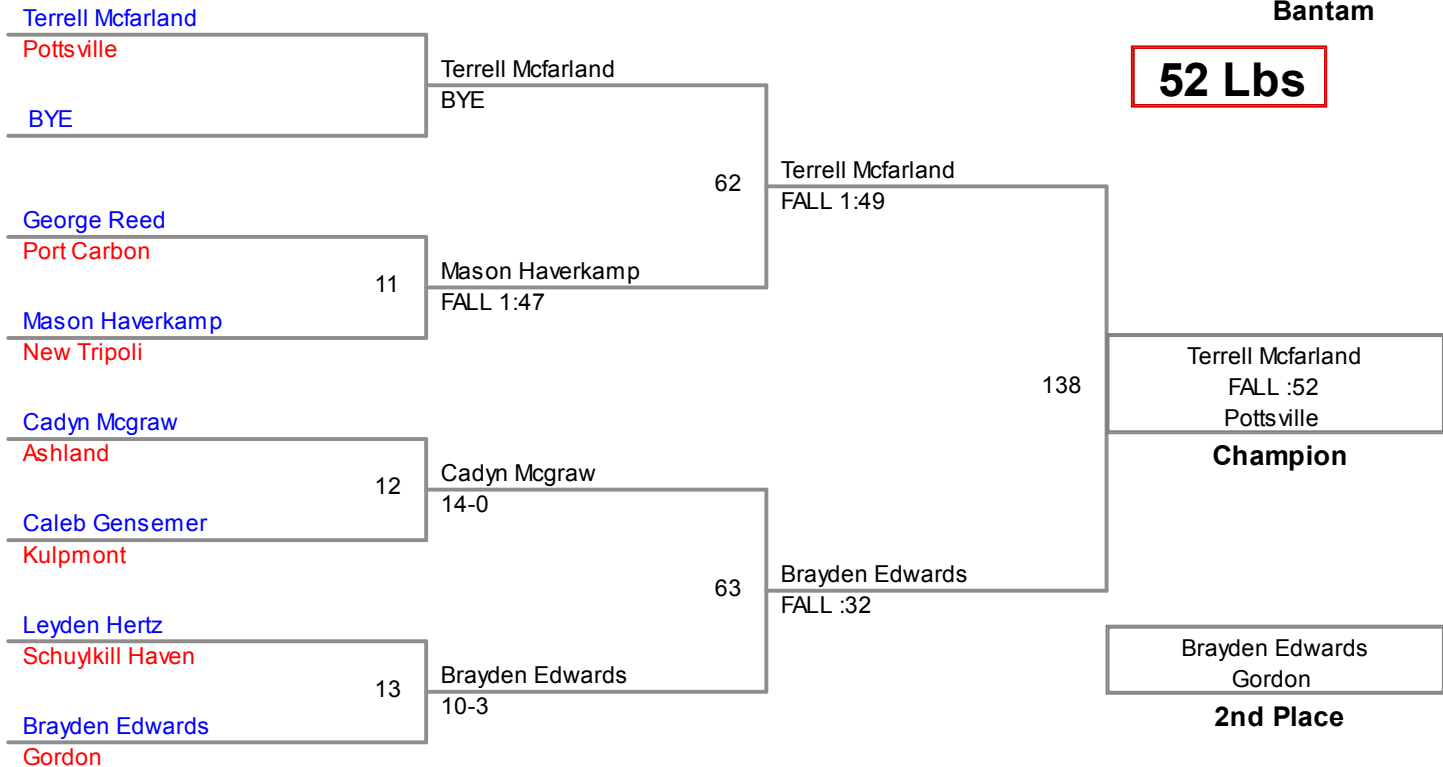 Bantam
52 Lbs
Terrell Mcfarland
Pottsville
BYE
George Reed
Port Carbon
11
Mason Haverkamp
New Tripoli
Cadyn Mcgraw
Ashland
12
Caleb Gensemer
Kulpmont
Leyden Hertz
Schuylkill Haven
13
Brayden Edwards
Gordon
Terrell Mcfarland
BYE
62
Mason Haverkamp
FALL 1:47
Cadyn Mcgraw
14-0
63
Brayden Edwards
10-3
Terrell Mcfarland
FALL 1:49
138
Brayden Edwards
FALL :32
Terrell Mcfarland
FALL :52
Pottsville
Champion
Brayden Edwards
Gordon
2nd Place